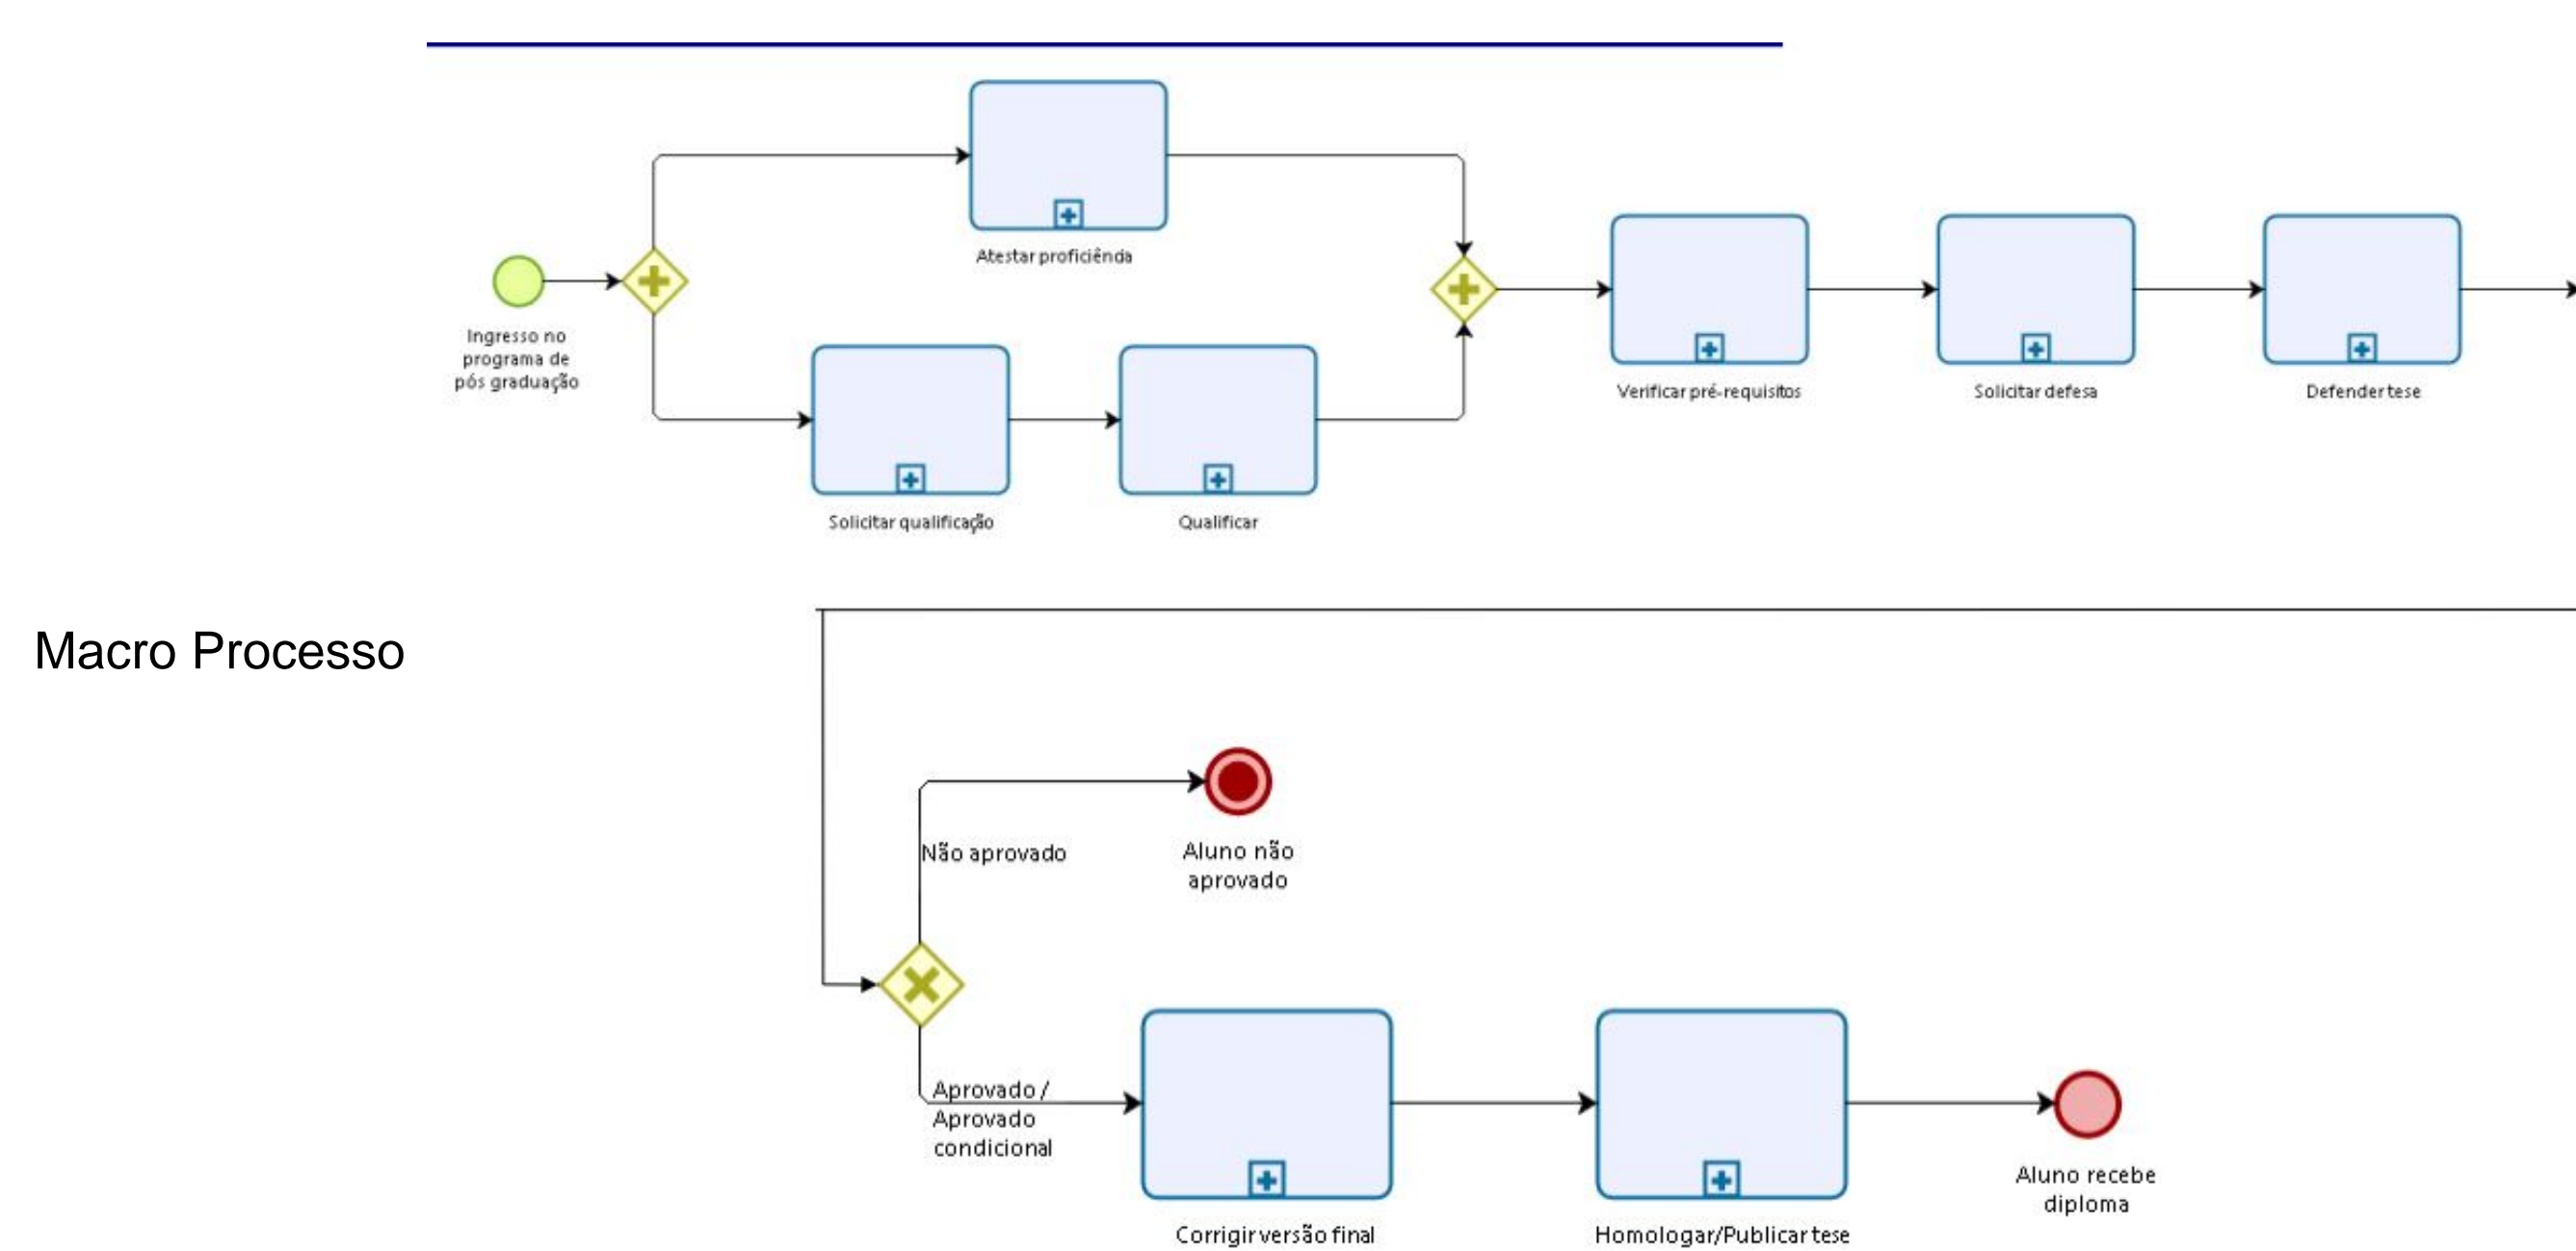 Atestar proficiência
Ingresso no
programa de
pós graduação
Verificar pré-requisitos
Solicitar defesa
Defender tese
Solicitar qualificação
Qualificar
Macro Processo
Não aprovado
Aluno não
aprovado
Aprovado /
Aprovado
condicional
Aluno recebe
diploma
Corrigir versão final
Homologar/Publicar tese